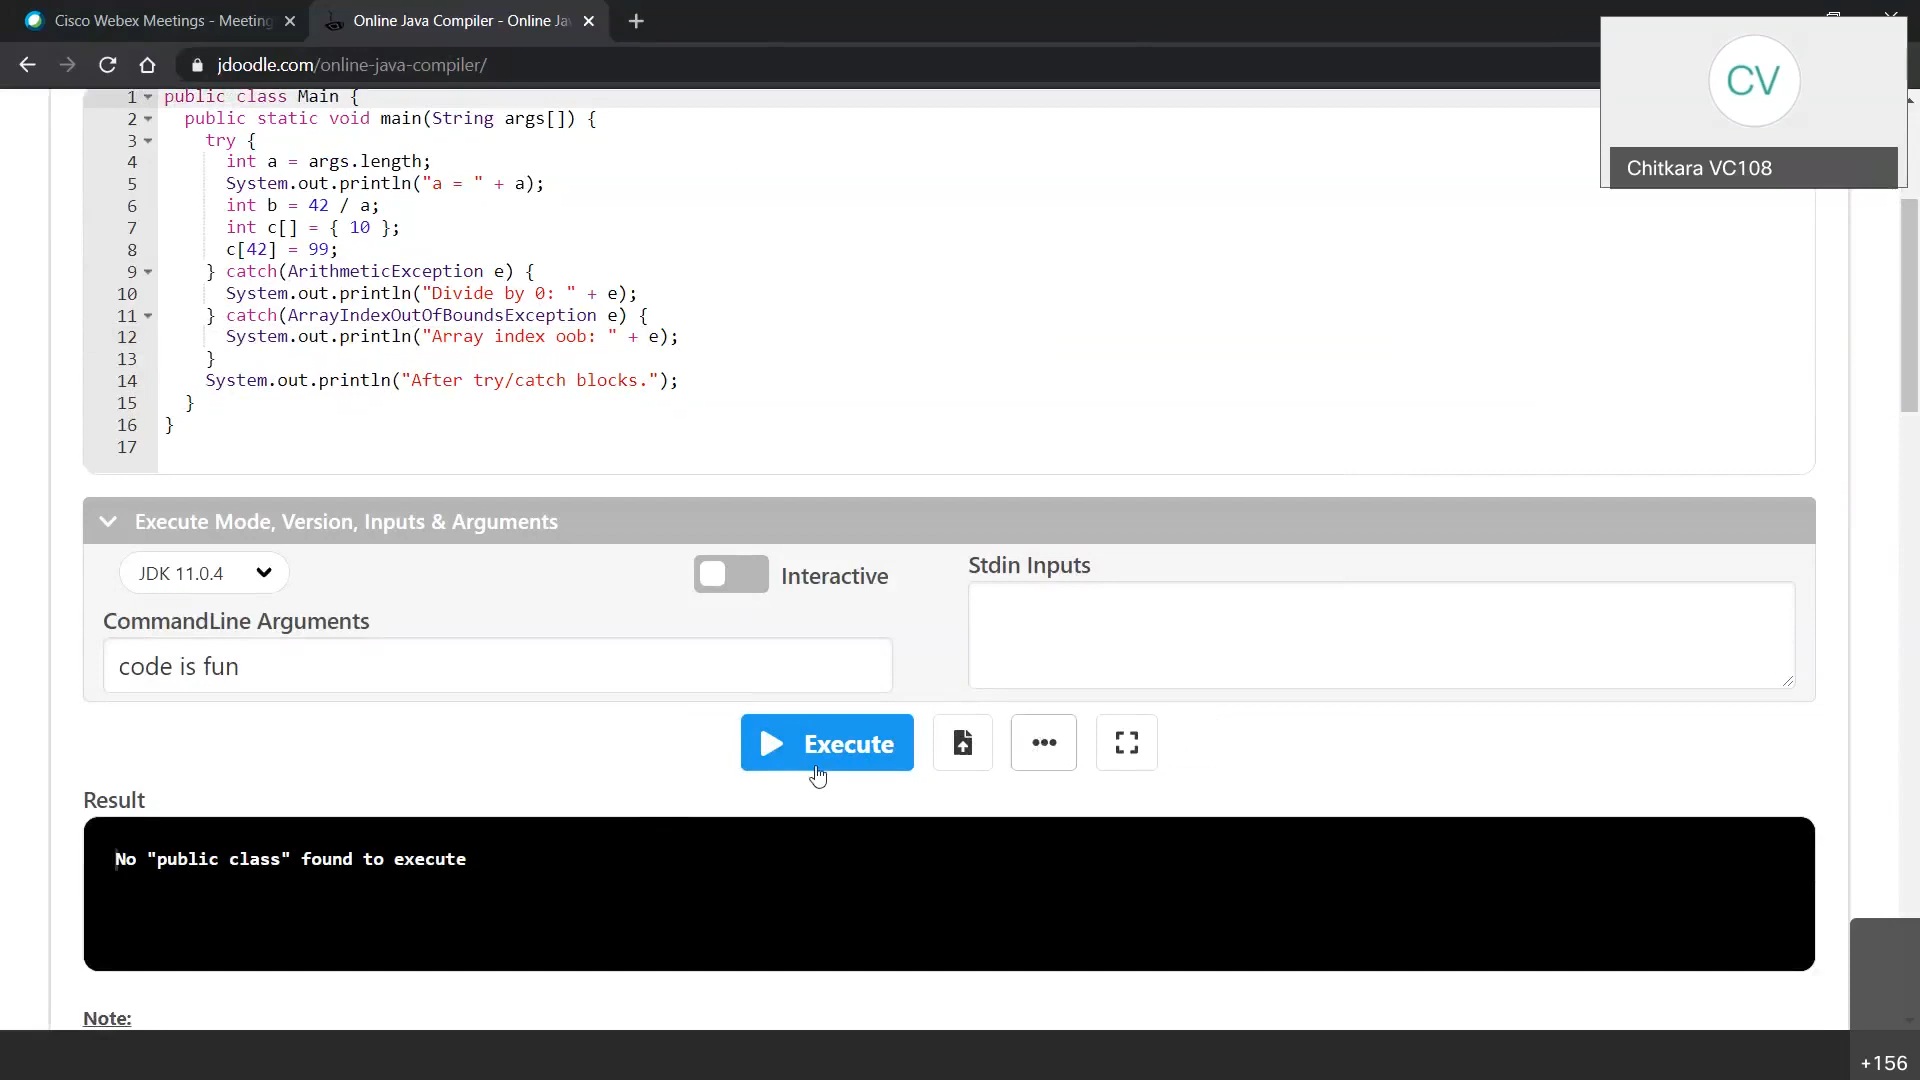 Cisco Webex Meetings - Meeting
Online Java Compiler - Online Ja
jdoodle.com/online-java-compiler/
CV
Chitkara VC108
1 public class Main {
2 public static void main(String args[]) {
3 try {
4 int a = args.length;
5 System.out.println("a = " + a);
6 int b = 42 / a;
7 int c[] = { 10 };
8 c[42] = 99;
9 } catch(ArithmeticException e) {
10 System.out.println("Divide by 0: " + e);
11 } catch(ArrayIndexOutOfBoundsException e) {
12 System.out.println("Array index oob: " + e);
13 }
14 System.out.println("After try/catch blocks.");
15 }
16 }
17
Execute Mode, Version, Inputs & Arguments
JDK 11.0.4
Interactive
Stdin Inputs
CommandLine Arguments
code is fun
Execute
Result
No "public class" found to execute
Note:
+156